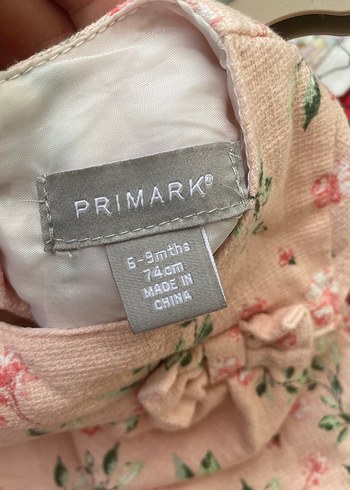 PRIMARK®
6-9mths
74cm
MADE IN
CHINA